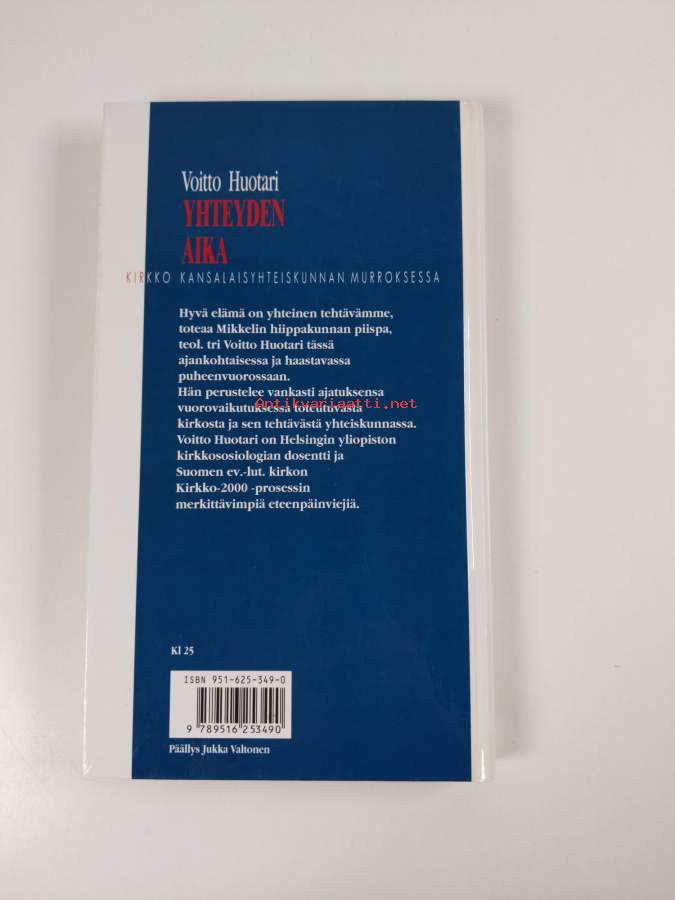 Voitto Huotari
YHTEYDEN
AIKA
KIRKKO KANSALAISYHTEISKUNNAN MURROKSESSA
Hyvä elämä on yhteinen tehtävämme,
toteaa Mikkelin hiippakunnan piispa,
teol. tri Voitto Huotari tässä
ajankohtaisessa ja haastavassa
puheenvuorossaan.
Hän perustelee vankasti ajatuksensa
Antikvariaatti.net
vuorovaikutuksessa toteutuvasta
kirkosta ja sen tehtävästä yhteiskunnassa.
Voitto Huotari on Helsingin yliopiston
kirkkososiologian dosentti ja
Suomen ev.-lut. kirkon
Kirkko-2000 -prosessin
merkittävimpiä eteenpäinviejiä.
Kl 25
ISBN 951-625-349-0
9 789516 253490
Päällys Jukka Valtonen